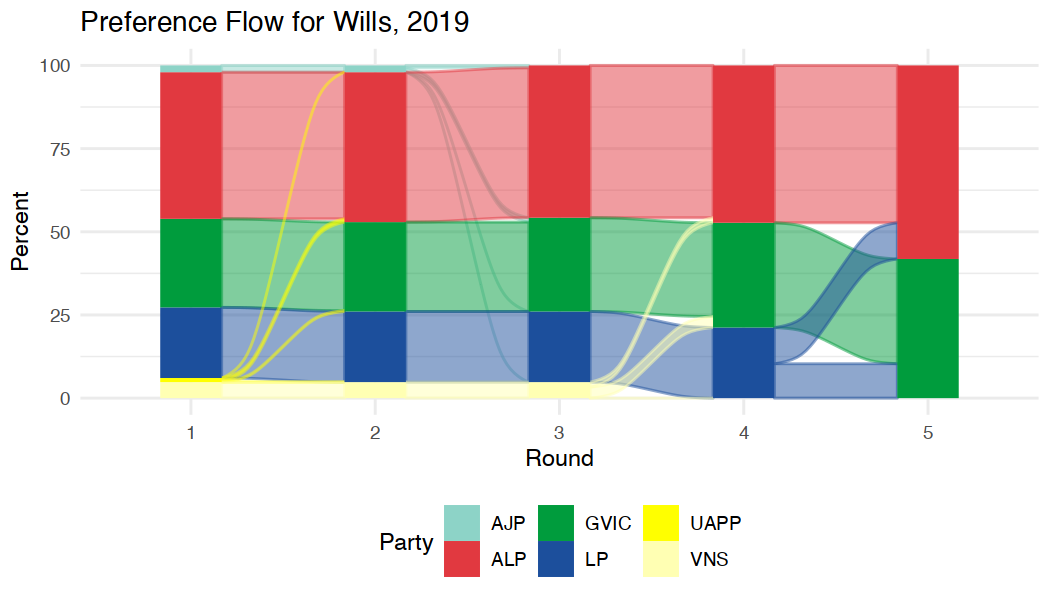 Preference Flow for Wills, 2019
Percent
100
75
50
25
0
1 2 3 4 5
Round
Party
AJP GVIC UAPP
ALP LP VNS